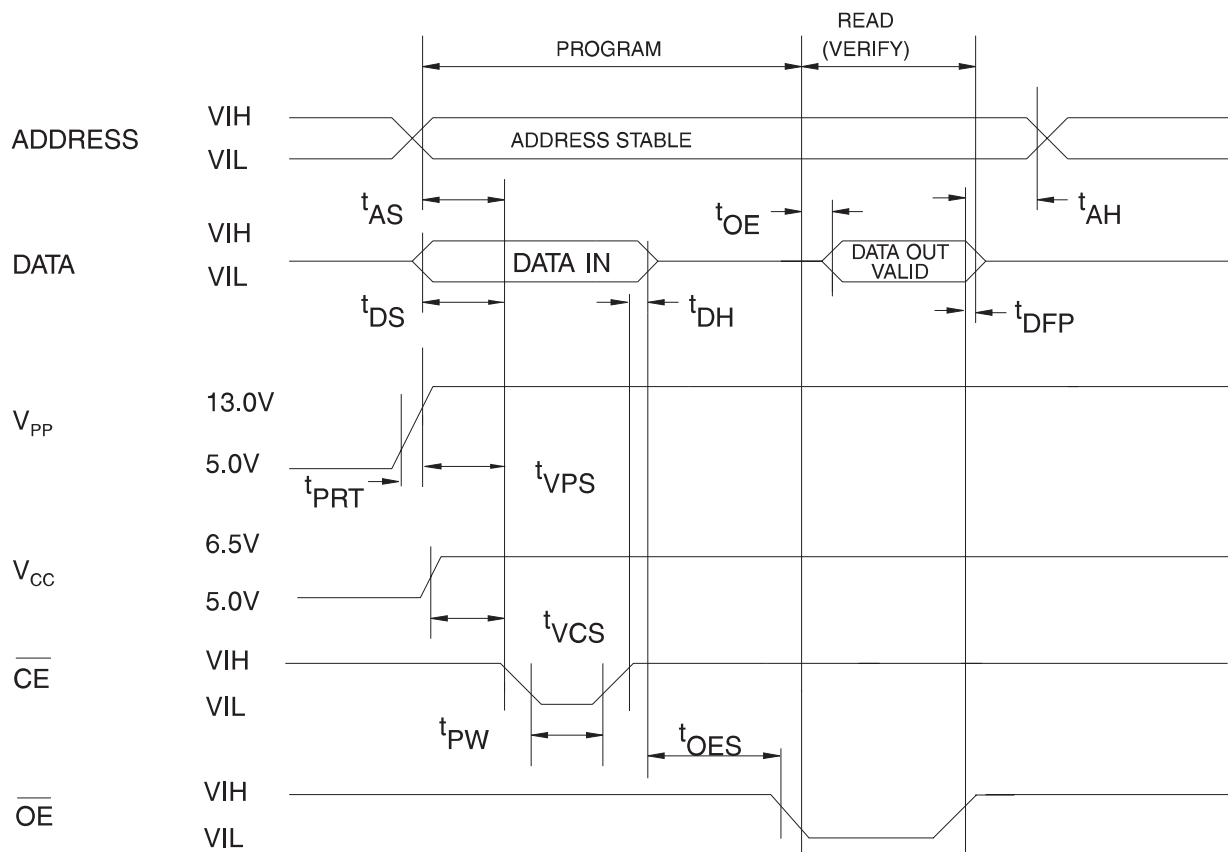 READ
PROGRAM (VERIFY)
ADDRESS VIH
VIL ADDRESS STABLE
tAS tOE tAH
DATA VIH
VIL DATA IN DATA OUT
VALID
tDS tDH tDFP
VPP 13.0V
5.0V
tPRT tVPS
VCC 6.5V
5.0V
tVCS
CE VIH
VIL
tPW tOES
OE VIH
VIL